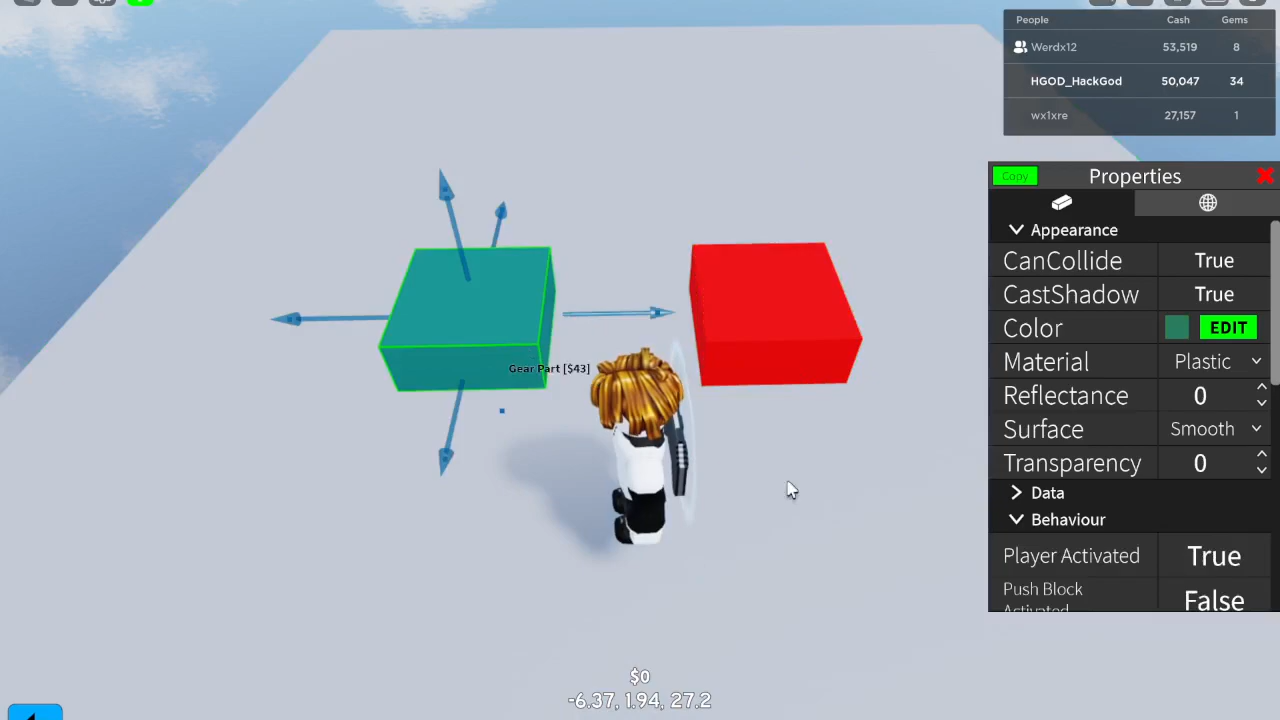 People Cash Gems
Werdx12 53,519 8
HGOD_HackGod 50,047 34
wx1xre 27,157 1
Copy Properties
Appearance
CanCollide True
CastShadow True
Color EDIT
Material Plastic
Reflectance 0
Surface Smooth
Transparency 0
Data
Behaviour
Player Activated True
Push Block
Activated False
Gear Part [$43]
$0
-6.37, 1.94, 27.2